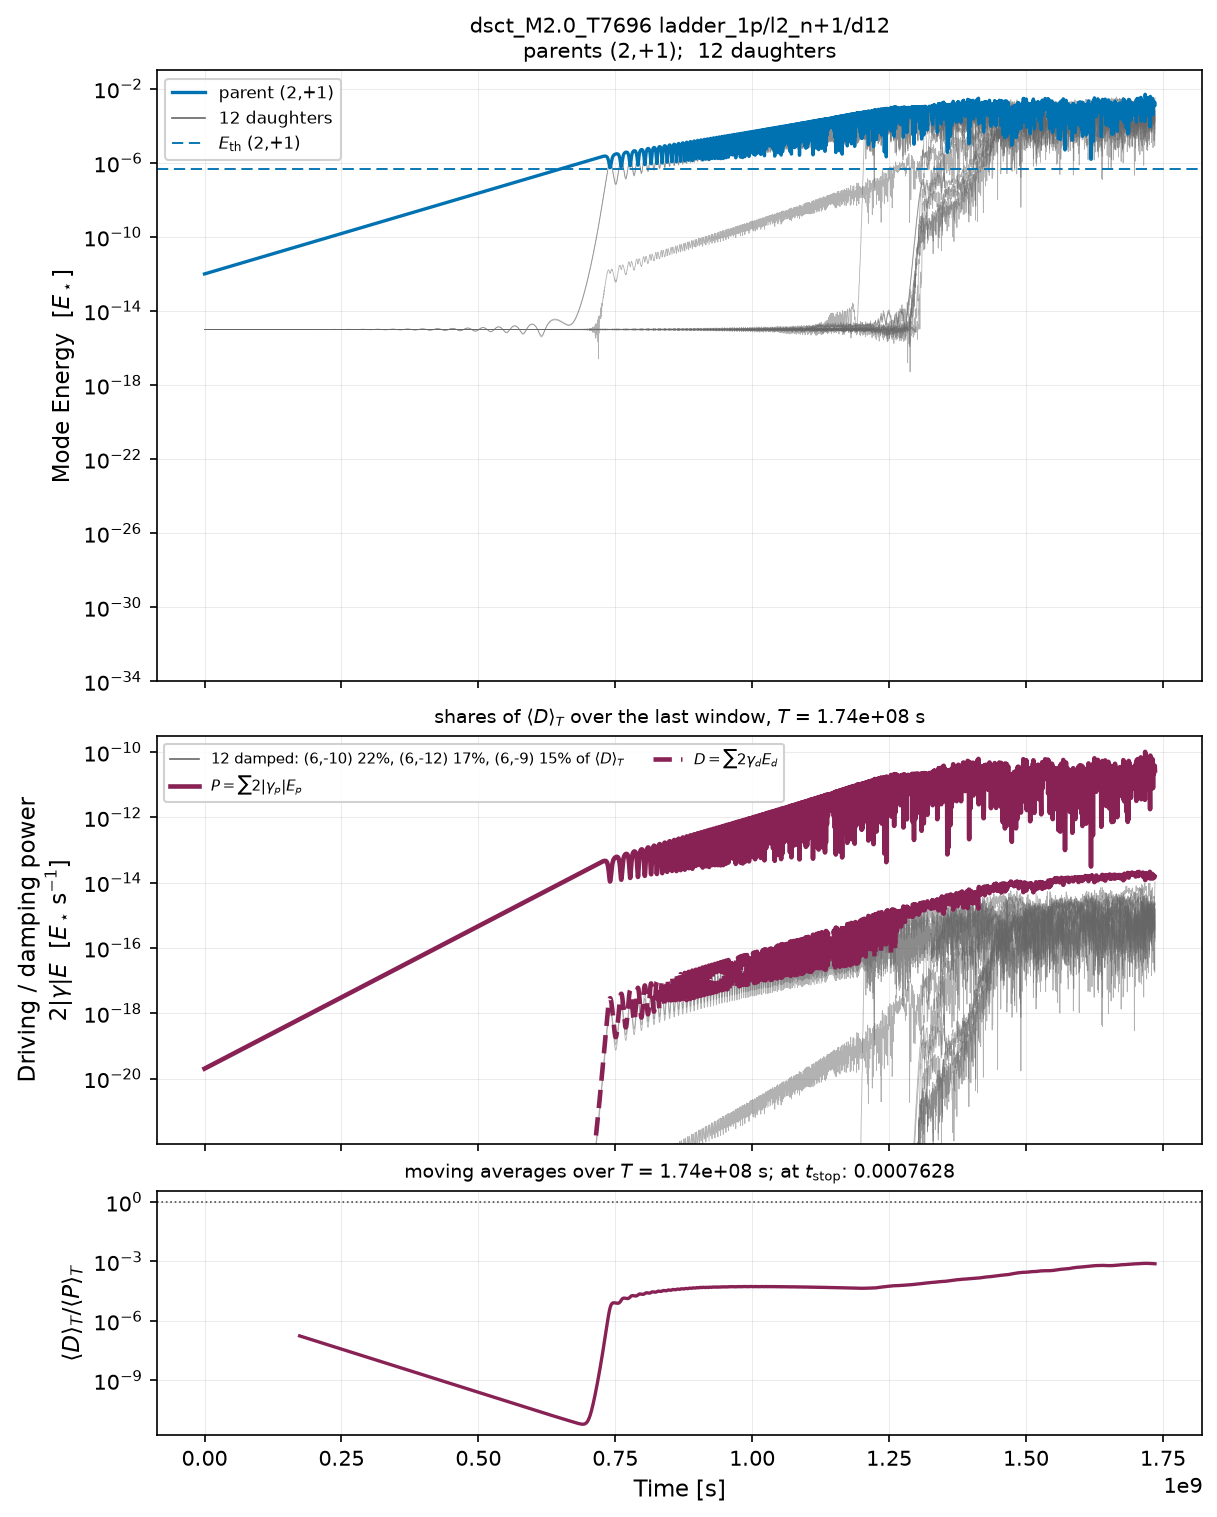 dsct_M2.0_T7696 ladder_1p/l2_n+1/d12
parents (2,+1);  12 daughters
parent (2,+1)
12 daughters
E_th (2,+1)
Mode Energy [E⋆]
10⁻²
10⁻⁶
10⁻¹⁰
10⁻¹⁴
10⁻¹⁸
10⁻²²
10⁻²⁶
10⁻³⁰
10⁻³⁴
shares of ⟨D⟩_T over the last window, T = 1.74e+08 s
12 damped: (6,-10) 22%, (6,-12) 17%, (6,-9) 15% of ⟨D⟩_T
P = ∑2|γ_p|E_p
D = ∑2γ_dE_d
Driving / damping power
2|γ|E [E⋆ s⁻¹]
10⁻¹⁰
10⁻¹²
10⁻¹⁴
10⁻¹⁶
10⁻¹⁸
10⁻²⁰
moving averages over T = 1.74e+08 s; at t_stop: 0.0007628
⟨D⟩_T/⟨P⟩_T
10⁰
10⁻³
10⁻⁶
10⁻⁹
0.00 0.25 0.50 0.75 1.00 1.25 1.50 1.75
1e9
Time [s]